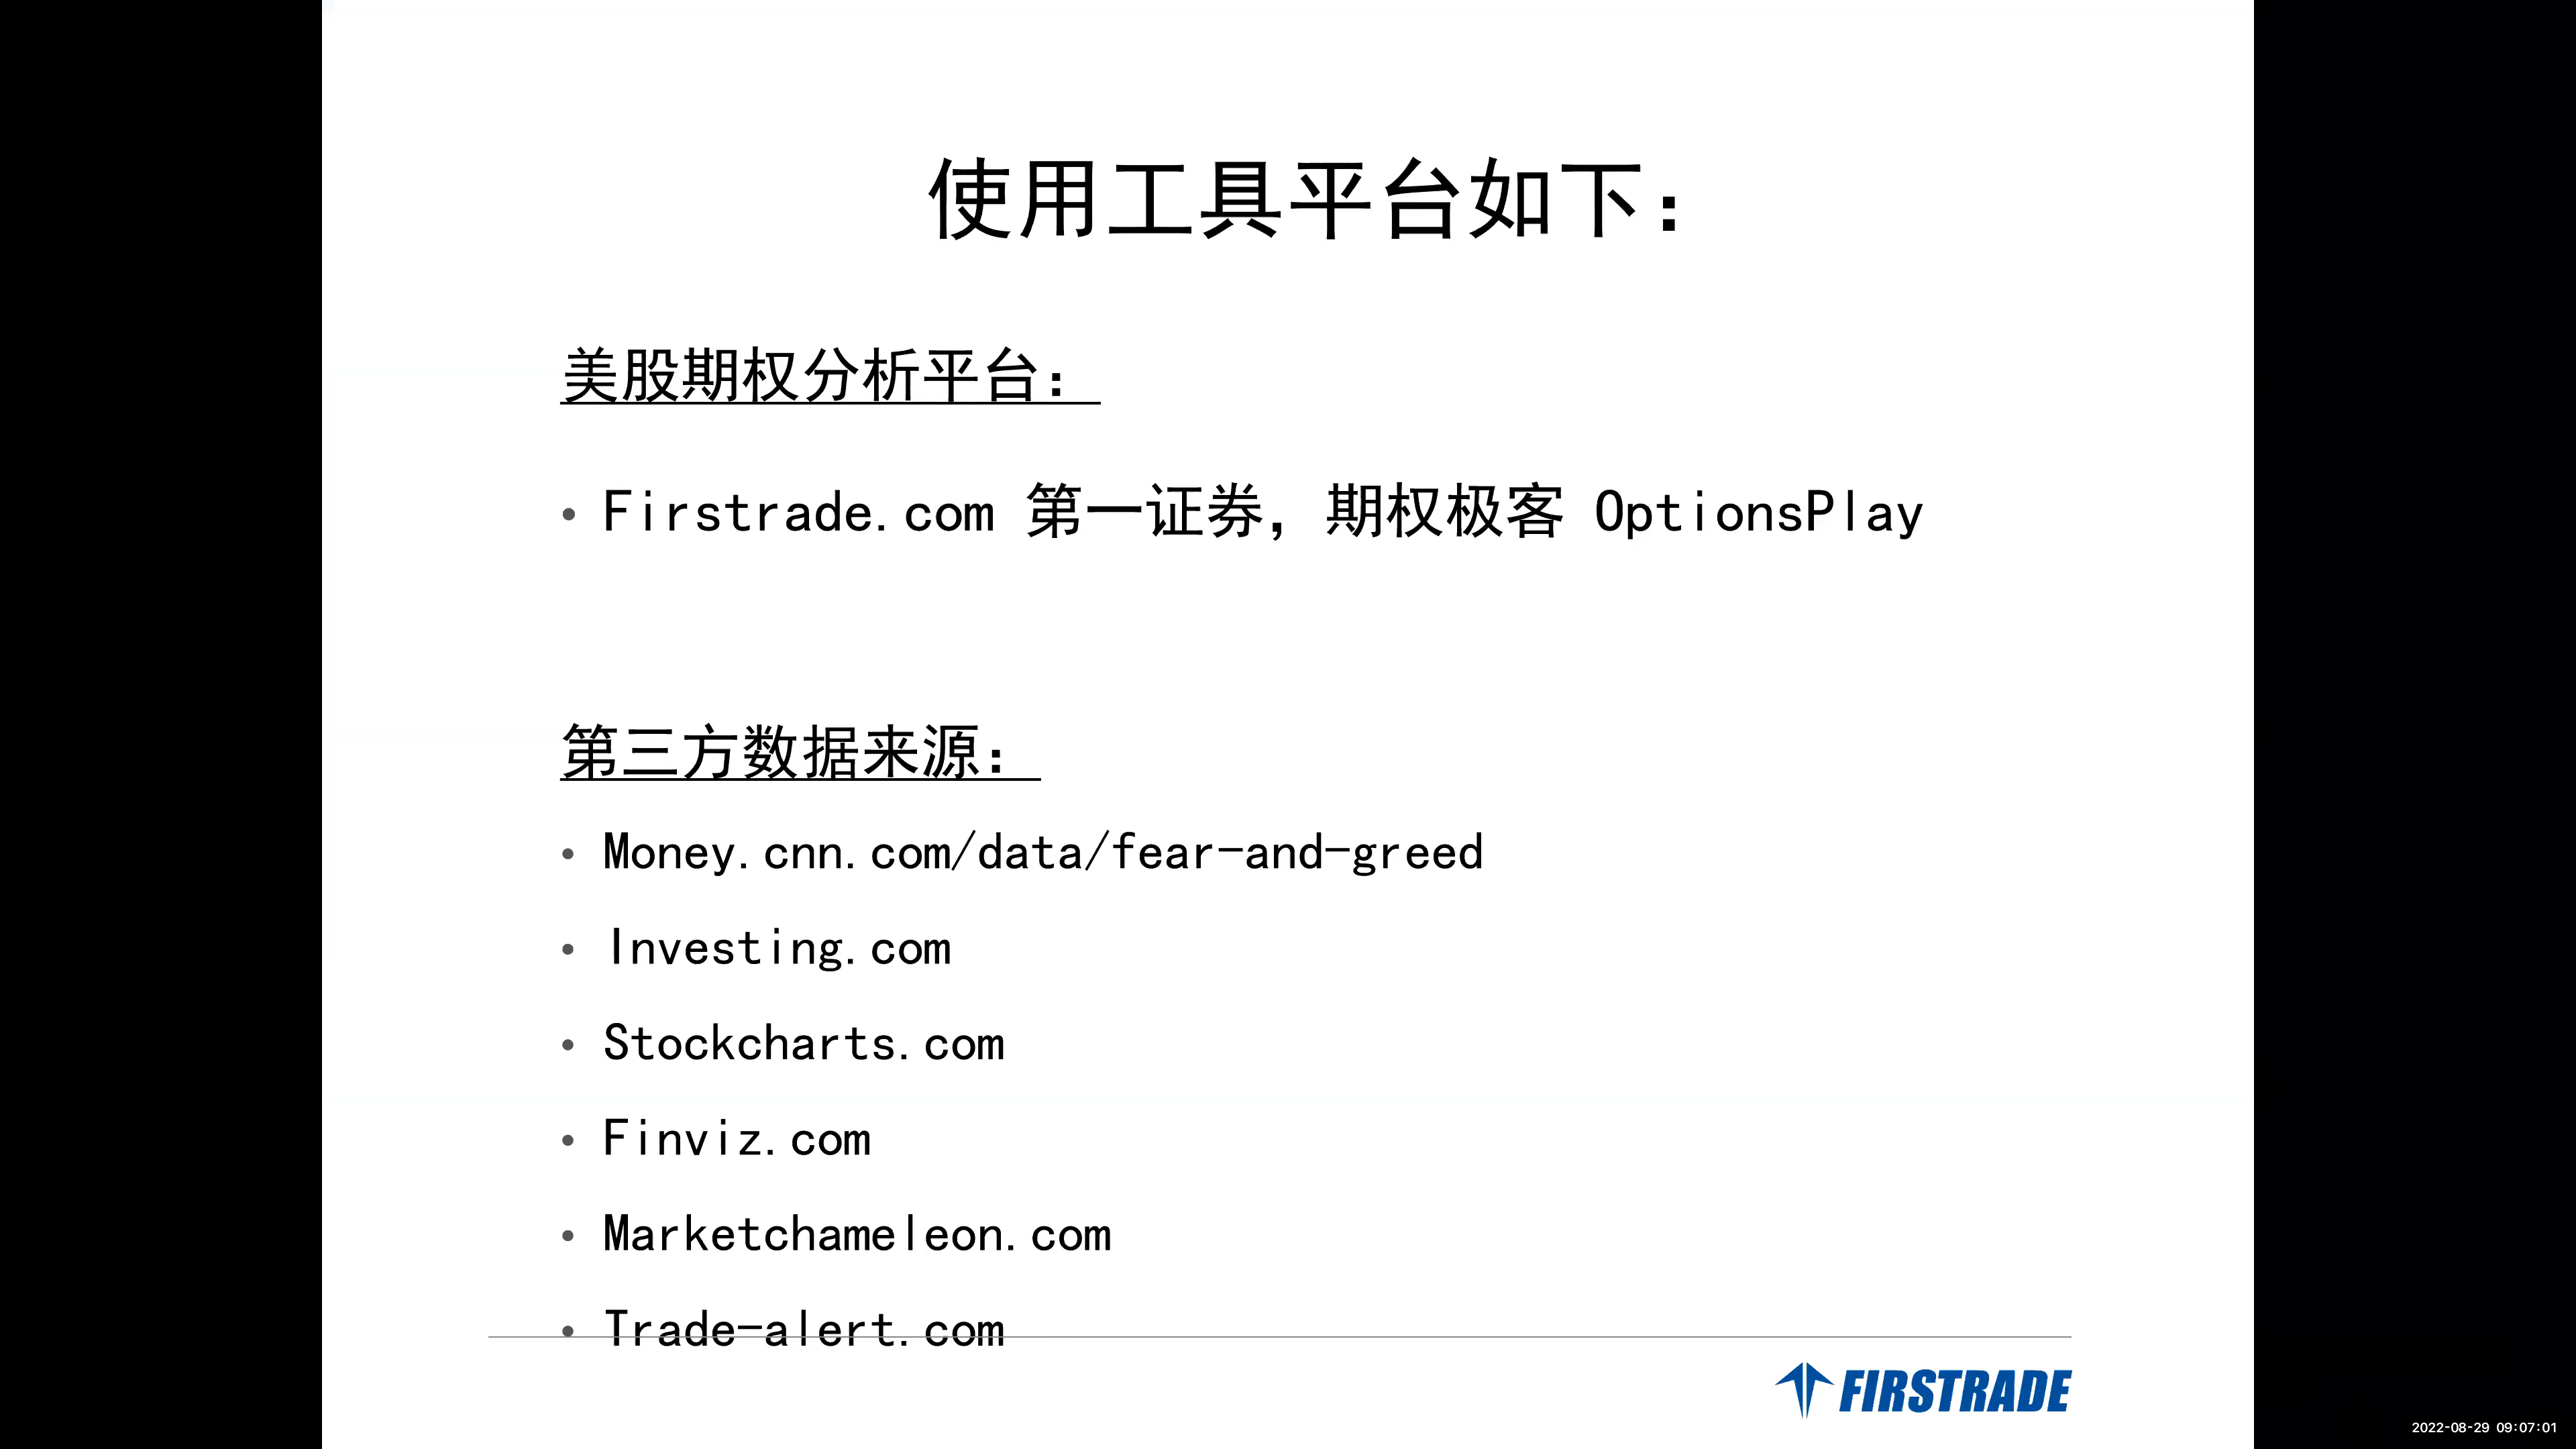 使用工具平台如下：
美股期权分析平台：
• Firstrade.com 第一证券，期权极客 OptionsPlay
第三方数据来源：
• Money.cnn.com/data/fear-and-greed
• Investing.com
• Stockcharts.com
• Finviz.com
• Marketchameleon.com
• Trade-alert.com
FIRSTRADE
2022-08-29 09:07:01